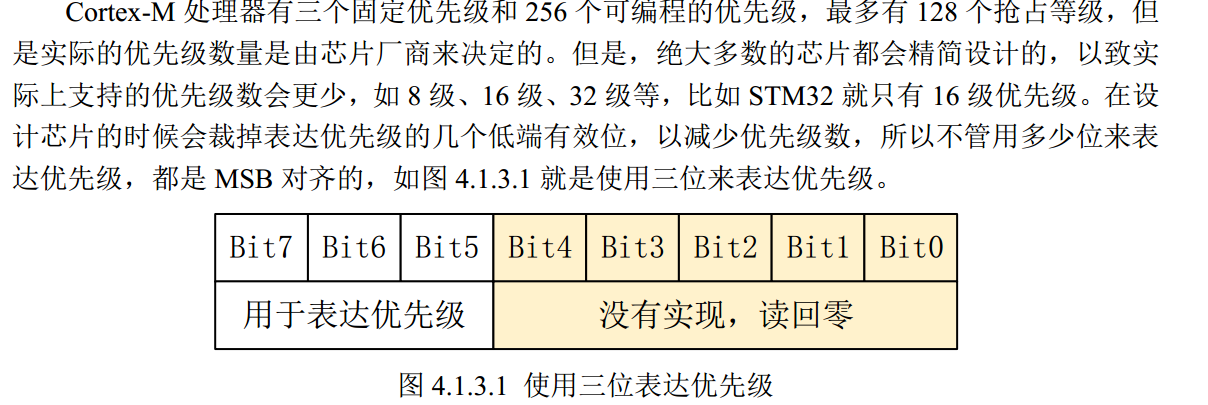 Cortex-M 处理器有三个固定优先级和 256 个可编程的优先级，最多有 128 个抢占等级，但
是实际的优先级数量是由芯片厂商来决定的。但是，绝大多数的芯片都会精简设计的，以致实
际上支持的优先级数会更少，如 8 级、16 级、32 级等，比如 STM32 就只有 16 级优先级。在设
计芯片的时候会裁掉表达优先级的几个低端有效位，以减少优先级数，所以不管用多少位来表
达优先级，都是 MSB 对齐的，如图 4.1.3.1 就是使用三位来表达优先级。
Bit7 Bit6 Bit5 Bit4 Bit3 Bit2 Bit1 Bit0
用于表达优先级 没有实现，读回零
图 4.1.3.1 使用三位表达优先级